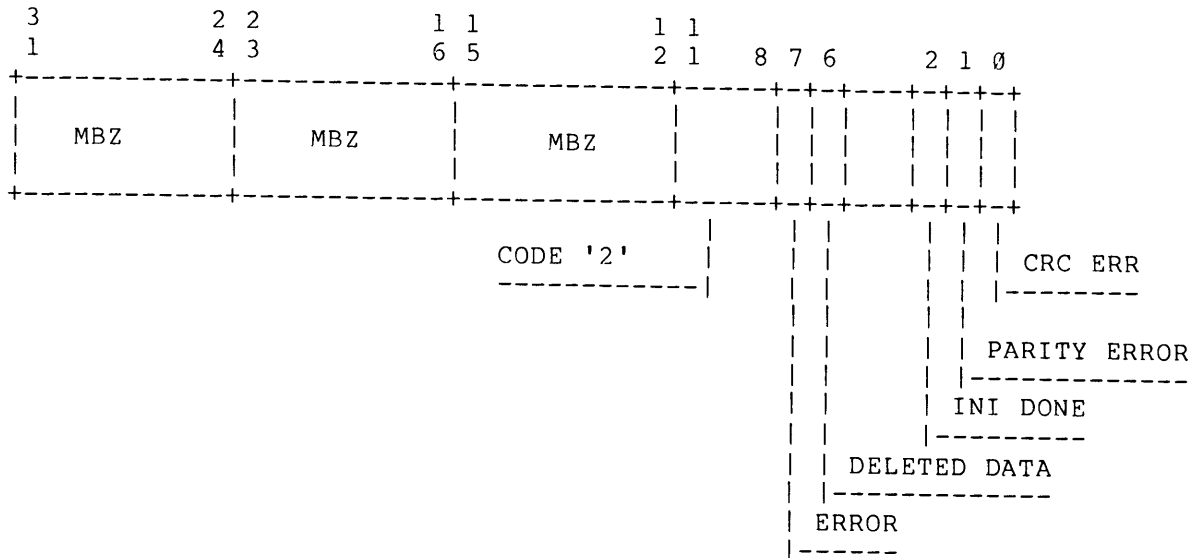 3 2 2 1 1 1 1
1 4 3 6 5 2 1 8 7 6 2 1 Ø
MBZ MBZ MBZ
CODE '2'
CRC ERR
PARITY ERROR
INI DONE
DELETED DATA
ERROR